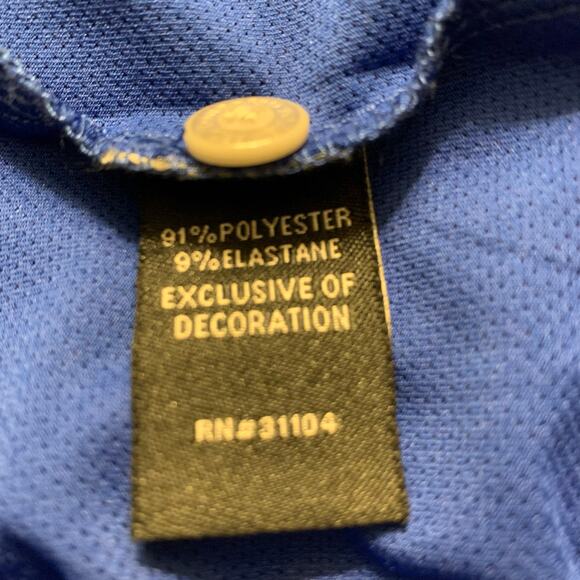 91% POLYESTER
9% ELASTANE
EXCLUSIVE OF
DECORATION
RN#31104